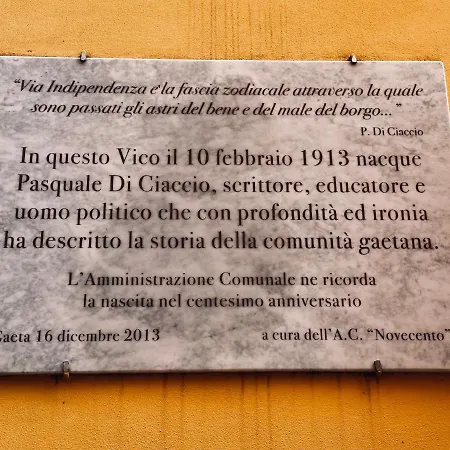 “Via Indipendenza e' la fascia zodiacale attraverso la quale
sono passati gli astri del bene e del male del borgo...”
P. Di Ciaccio
In questo Vico il 10 febbraio 1913 nacque
Pasquale Di Ciaccio, scrittore, educatore e
uomo politico che con profondità ed ironia
ha descritto la storia della comunità gaetana.
L'Amministrazione Comunale ne ricorda
la nascita nel centesimo anniversario
Gaeta 16 dicembre 2013 a cura dell'A.C. “Novecento”